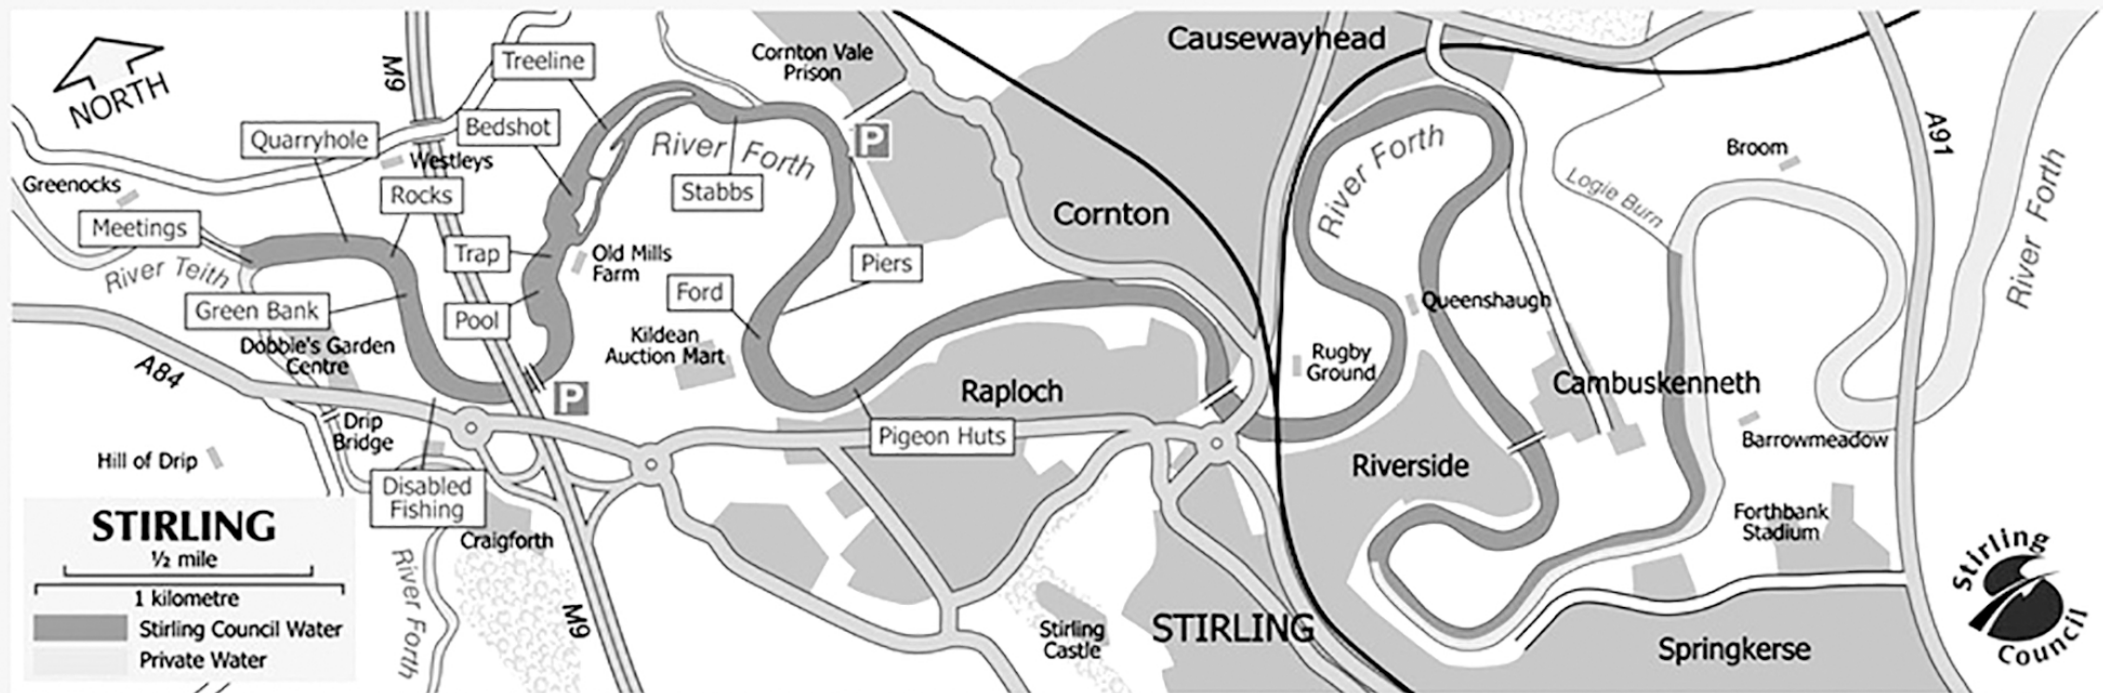 NORTH
M9
Treeline
Cornton Vale
Prison
Causewayhead
Quarryhole
Bedshot
Westleys
River Forth
P
River Forth
A91
Broom
Greenocks
Rocks
Stabbs
Logie Burn
Cornton
Meetings
River Teith
Trap
Old Mills
Farm
Piers
River Forth
Green Bank
Pool
Ford
Queenshaugh
Dobbie's Garden
Centre
Kildean
Auction Mart
Rugby
Ground
A84
P
Raploch
Cambuskenneth
Drip
Bridge
Pigeon Huts
Barrowmeadow
Hill of Drip
Disabled
Fishing
Riverside
Craigforth
Forthbank
Stadium
River Forth
M9
Stirling
Castle
STIRLING
Springkerse
STIRLING
½ mile
1 kilometre
Stirling Council Water
Private Water
Stirling
Council